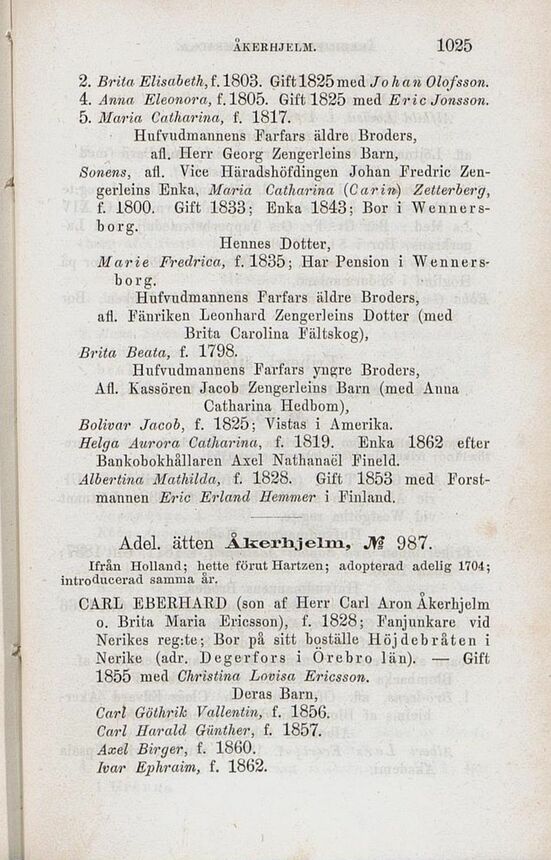 ÅKERHJELM. 1025
2. Brita Elisabeth, f. 1803. Gift 1825 med Johan Olofsson.
4. Anna Eleonora, f. 1805. Gift 1825 med Eric Jonsson.
5. Maria Catharina, f. 1817.
Hufvudmannens Farfars äldre Broders,
afl. Herr Georg Zengerleins Barn,
Sonens, afl. Vice Häradshöfdingen Johan Fredric Zen-
gerleins Enka, Maria Catharina (Carin) Zetterberg,
f. 1800. Gift 1833; Enka 1843; Bor i Wenners-
borg.
Hennes Dotter,
Marie Fredrica, f. 1835; Har Pension i Wenners-
borg.
Hufvudmannens Farfars äldre Broders,
afl. Fänriken Leonhard Zengerleins Dotter (med
Brita Carolina Fältskog),
Brita Beata, f. 1798.
Hufvudmannens Farfars yngre Broders,
Afl. Kassören Jacob Zengerleins Barn (med Anna
Catharina Hedbom),
Bolivar Jacob, f. 1825; Vistas i Amerika.
Helga Aurora Catharina, f. 1819. Enka 1862 efter
Bankobokhållaren Axel Nathanaël Fineld.
Albertina Mathilda, f. 1828. Gift 1853 med Forst-
mannen Eric Erland Hemmer i Finland.
Adel. ätten Åkerhjelm, № 987.
Ifrån Holland; hette förut Hartzen; adopterad adelig 1704;
introducerad samma år.
CARL EBERHARD (son af Herr Carl Aron Åkerhjelm
o. Brita Maria Ericsson), f. 1828; Fanjunkare vid
Nerikes reg:te; Bor på sitt boställe Höjdebråten i
Nerike (adr. Degerfors i Örebro län). — Gift
1855 med Christina Lovisa Ericsson.
Deras Barn,
Carl Göthrik Vallentin, f. 1856.
Carl Harald Günther, f. 1857.
Axel Birger, f. 1860.
Ivar Ephraim, f. 1862.